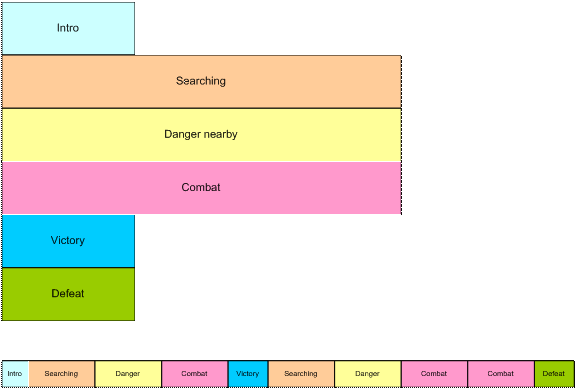 Intro
Searching
Danger nearby
Combat
Victory
Defeat
Intro Searching Danger Combat Victory Searching Danger Combat Combat Defeat